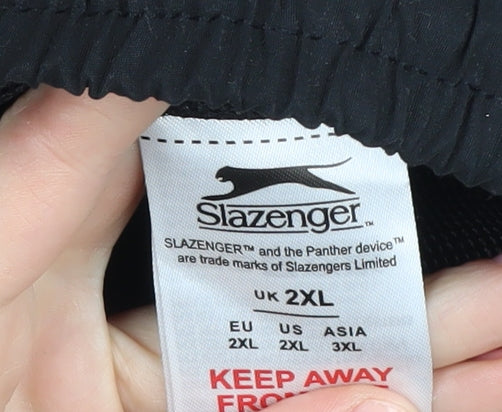 Slazenger™
SLAZENGER™ and the Panther device™
are trade marks of Slazengers Limited
UK 2XL
EU US ASIA
2XL 2XL 3XL
KEEP AWAY